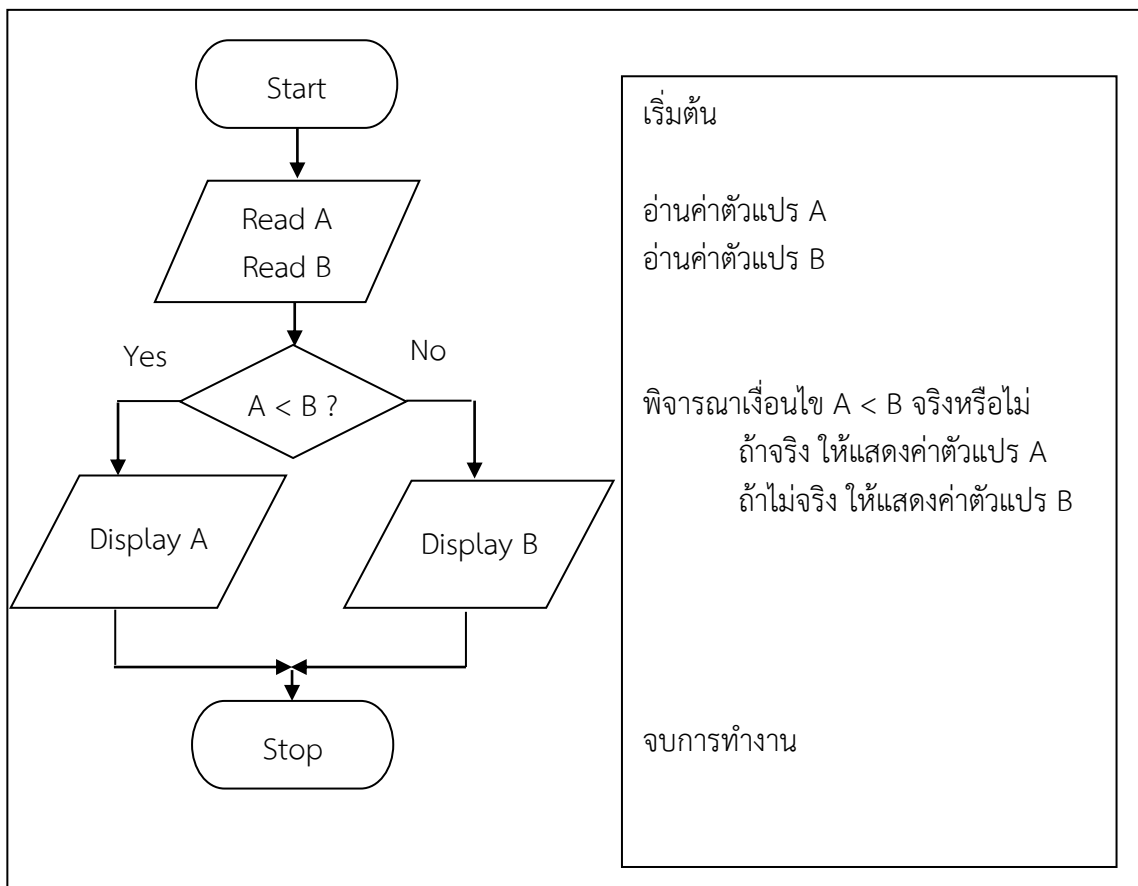 Start
Read A
Read B
Yes
No
A < B ?
Display A
Display B
Stop
เริ่มต้น
อ่านค่าตัวแปร A
อ่านค่าตัวแปร B
พิจารณาเงื่อนไข A < B จริงหรือไม่
ถ้าจริง ให้แสดงค่าตัวแปร A
ถ้าไม่จริง ให้แสดงค่าตัวแปร B
จบการทำงาน